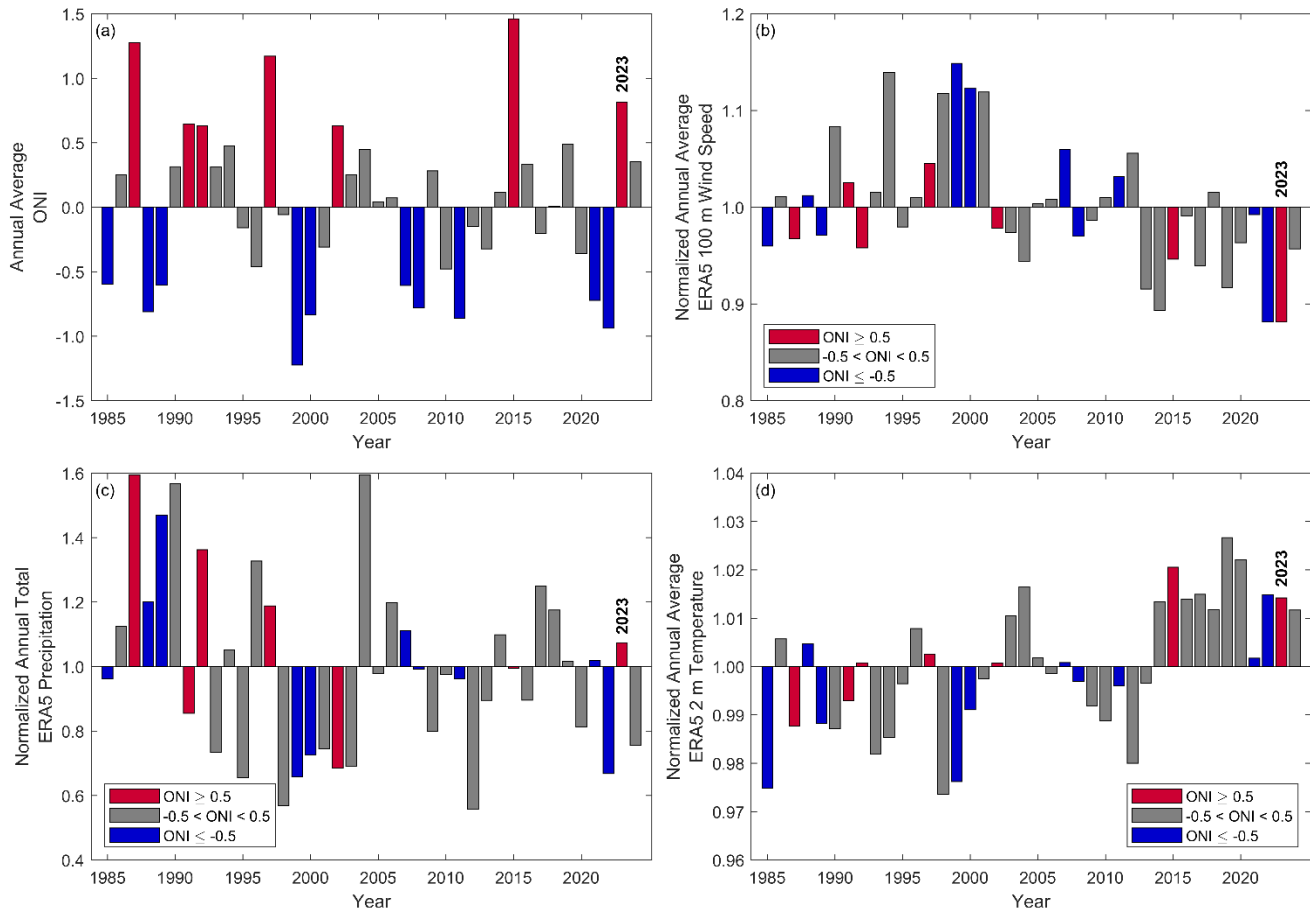 (a)
1.5
1.0
0.5
0.0
-0.5
-1.0
-1.5
Annual Average
ONI
2023
1985 1990 1995 2000 2005 2010 2015 2020
Year
(b)
1.2
1.1
1.0
0.9
0.8
Normalized Annual Average
ERA5 100 m Wind Speed
2023
ONI ≥ 0.5
-0.5 < ONI < 0.5
ONI ≤ -0.5
1985 1990 1995 2000 2005 2010 2015 2020
Year
(c)
1.6
1.4
1.2
1.0
0.8
0.6
0.4
Normalized Annual Total
ERA5 Precipitation
2023
ONI ≥ 0.5
-0.5 < ONI < 0.5
ONI ≤ -0.5
1985 1990 1995 2000 2005 2010 2015 2020
Year
(d)
1.04
1.03
1.02
1.01
1.00
0.99
0.98
0.97
0.96
Normalized Annual Average
ERA5 2 m Temperature
2023
ONI ≥ 0.5
-0.5 < ONI < 0.5
ONI ≤ -0.5
1985 1990 1995 2000 2005 2010 2015 2020
Year